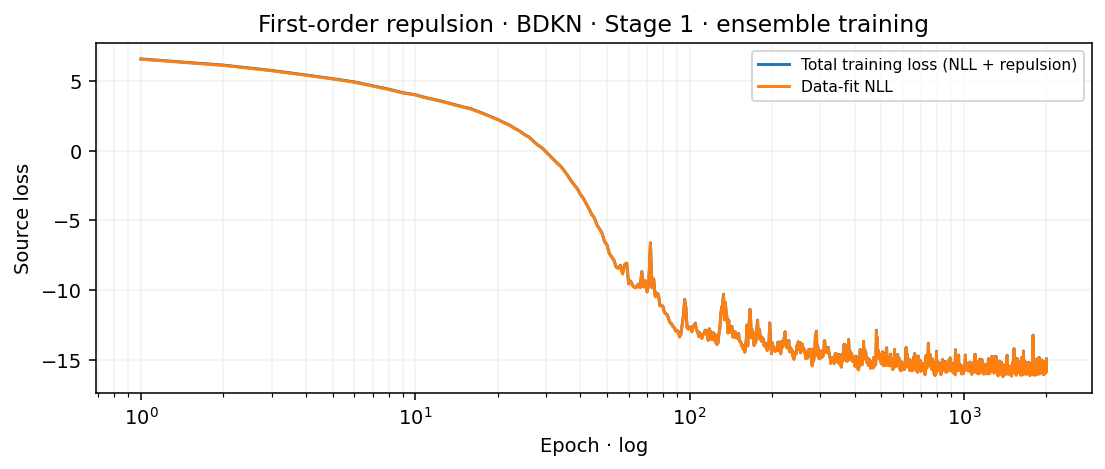 First-order repulsion · BDKN · Stage 1 · ensemble training
Total training loss (NLL + repulsion)
Data-fit NLL
Source loss
5
0
−5
−10
−15
10⁰ 10¹ 10² 10³
Epoch · log